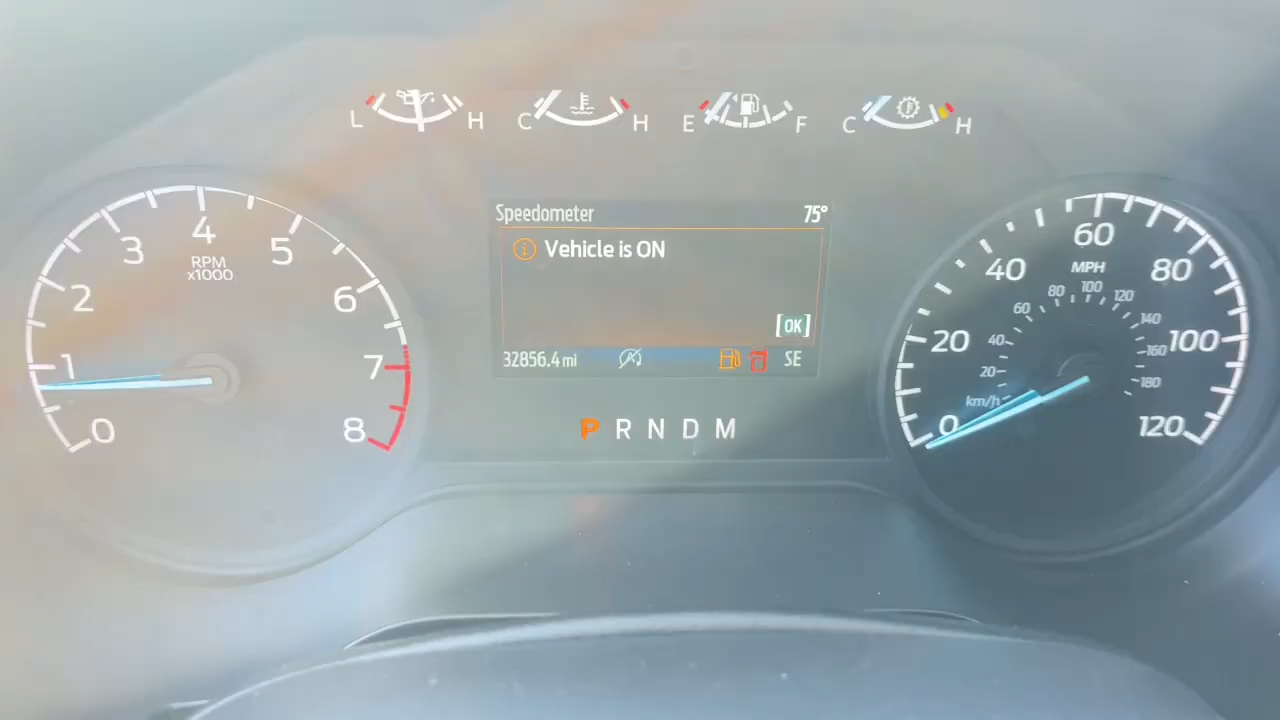 L H C H E F C H
Speedometer 75°
Vehicle is ON
[OK]
32856.4 mi SE
P R N D M
0 1 2 3 4 5 6 7 8
RPM
x1000
0 20 40 60 80 100 120
MPH
20 40 60 80 100 120 140 160 180
km/h